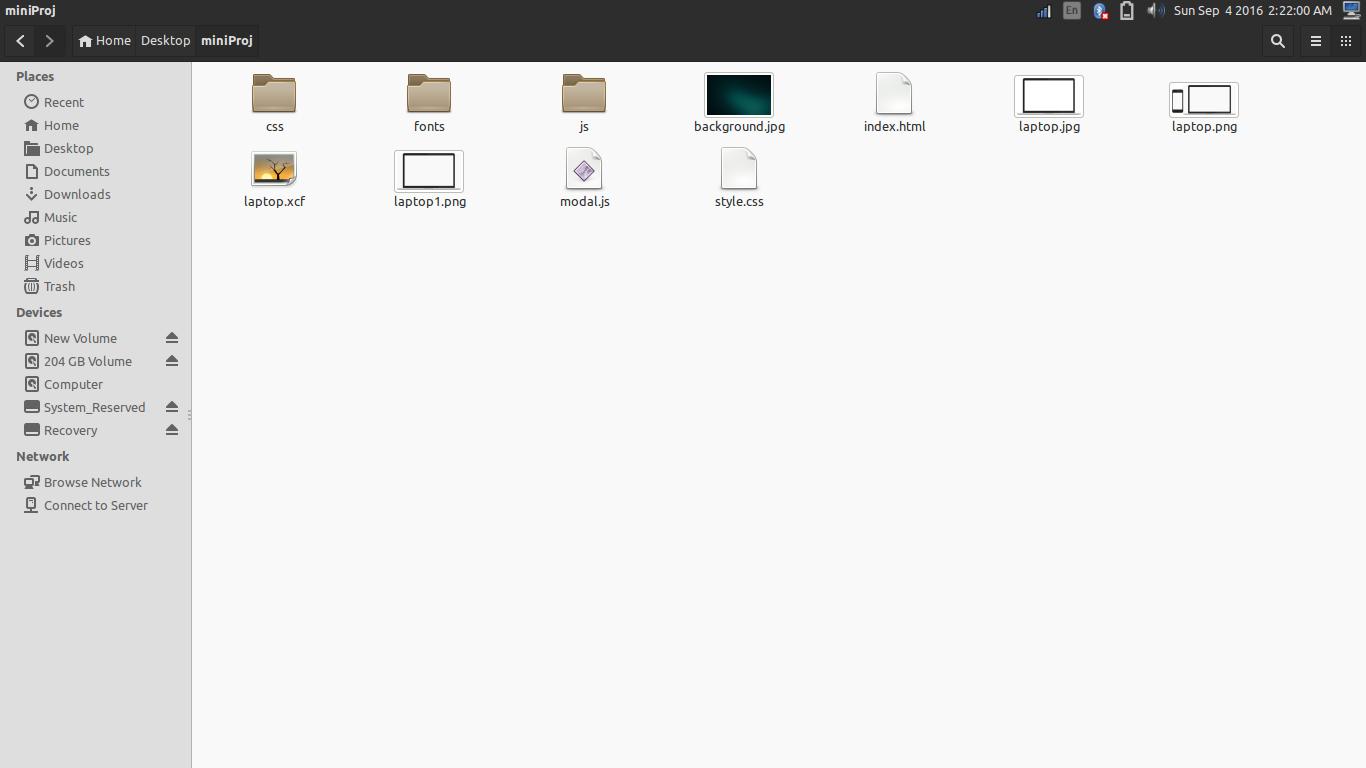 miniProj
En
Sun Sep 4 2016 2:22:00 AM
Home Desktop miniProj
Places
Recent
Home
Desktop
Documents
Downloads
Music
Pictures
Videos
Trash
Devices
New Volume
204 GB Volume
Computer
System_Reserved
Recovery
Network
Browse Network
Connect to Server
css fonts js background.jpg index.html laptop.jpg laptop.png
laptop.xcf laptop1.png modal.js style.css